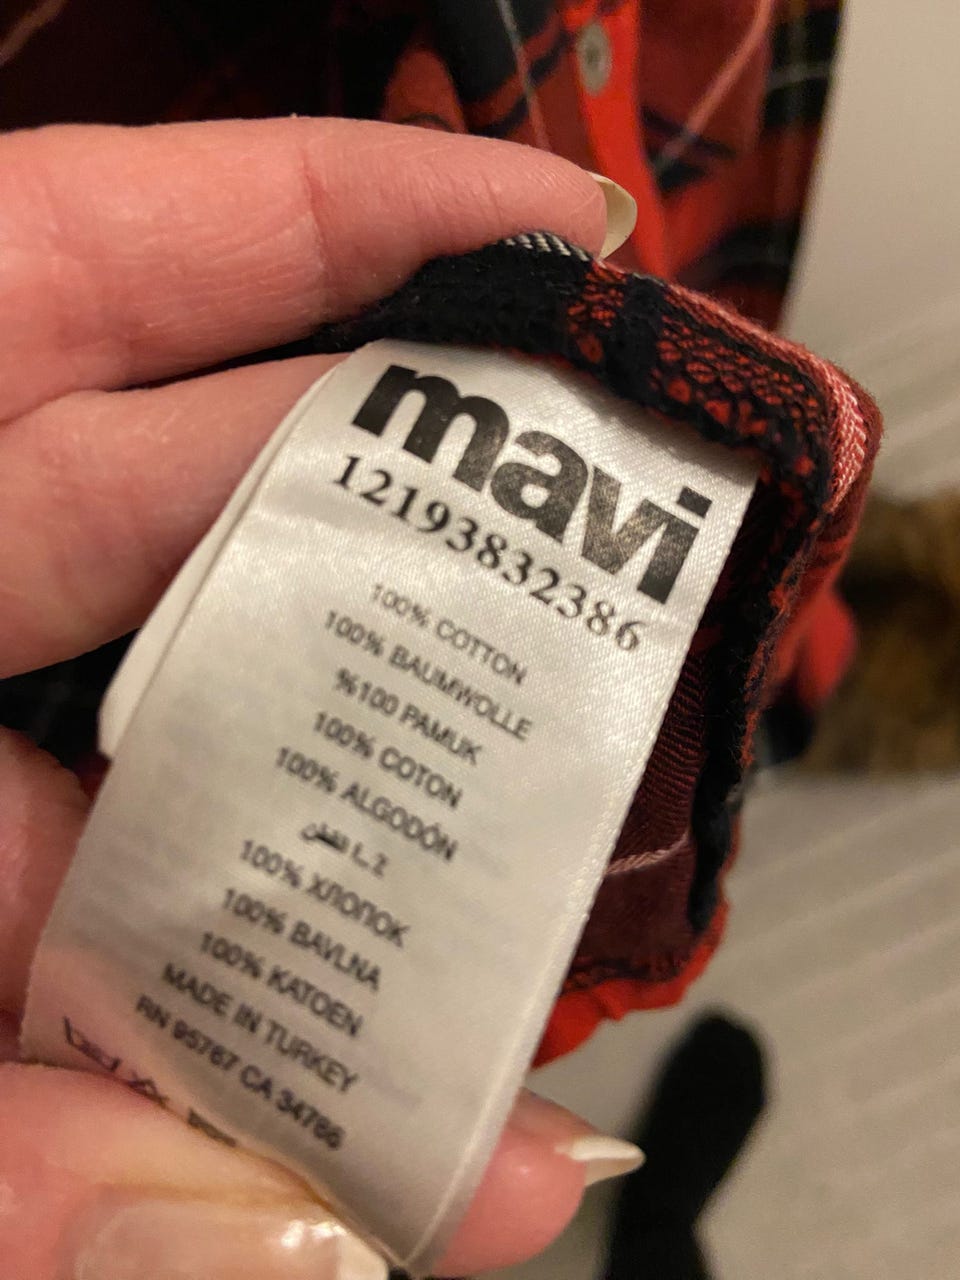 mavi
12193832386
100% COTTON
100% BAUMWOLLE
%100 PAMUK
100% COTON
100% ALGODÓN
100% ХЛОПОК
100% BAVLNA
100% KATOEN
MADE IN TURKEY
RN 95767 CA 34766